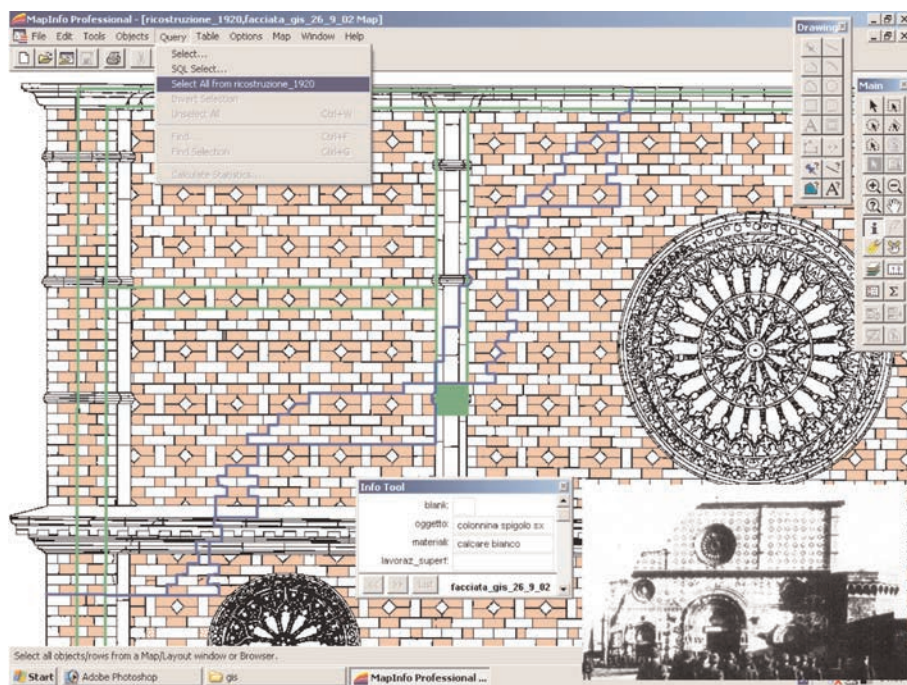 MapInfo Professional - [ricostruzione_1920,facciata_gis_26_9_02 Map]
File Edit Tools Objects Query Table Options Map Window Help
Select...
SQL Select...
Select All from ricostruzione_1920
Invert Selection
Unselect All Ctrl+W
Find... Ctrl+F
Find Selection Ctrl+G
Calculate Statistics...
Drawing
Main
Info Tool
blank:
oggetto: colonnina spigolo sx
materiali: calcare bianco
lavoraz_superf:
<< >> List facciata_gis_26_9_02
Select all objects/rows from a Map/Layout window or Browser.
Start Adobe Photoshop gis MapInfo Professional ...